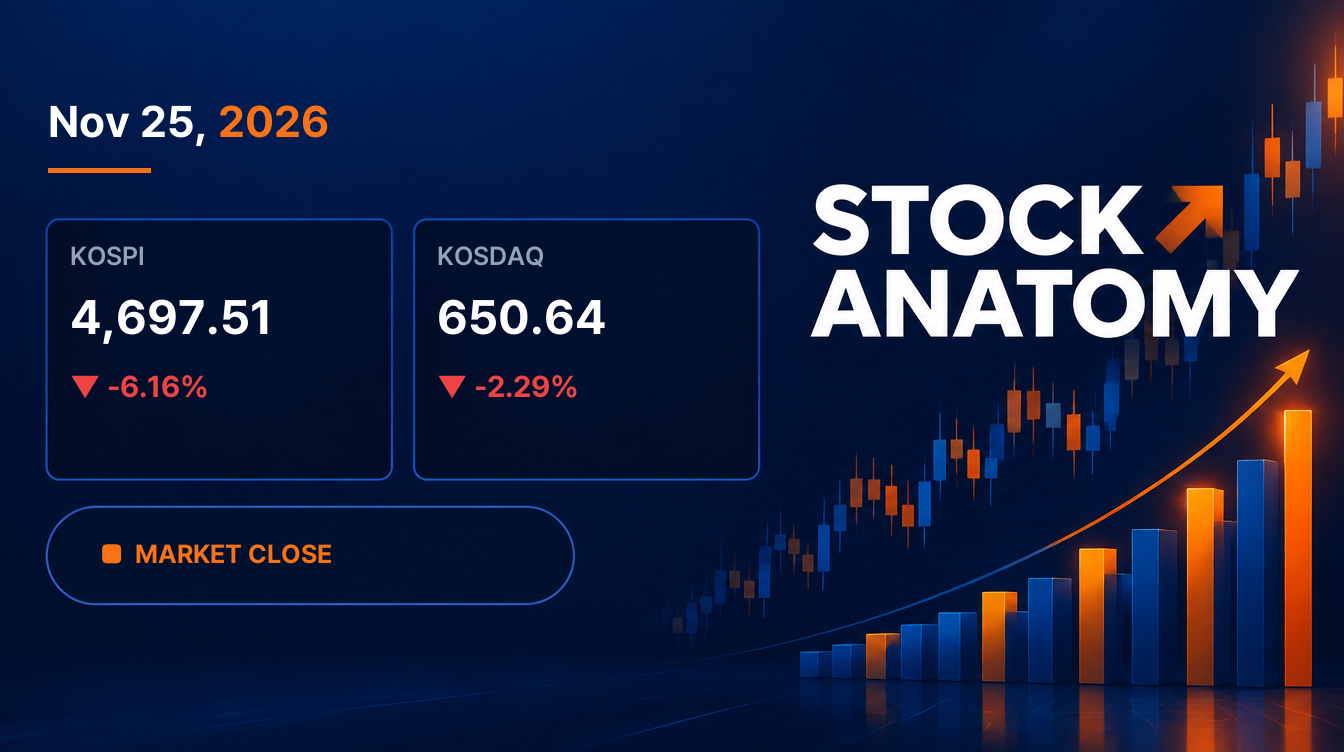 Nov 25, 2026
KOSPI
4,697.51
▼ -6.16%
KOSDAQ
650.64
▼ -2.29%
MARKET CLOSE
STOCK
ANATOMY